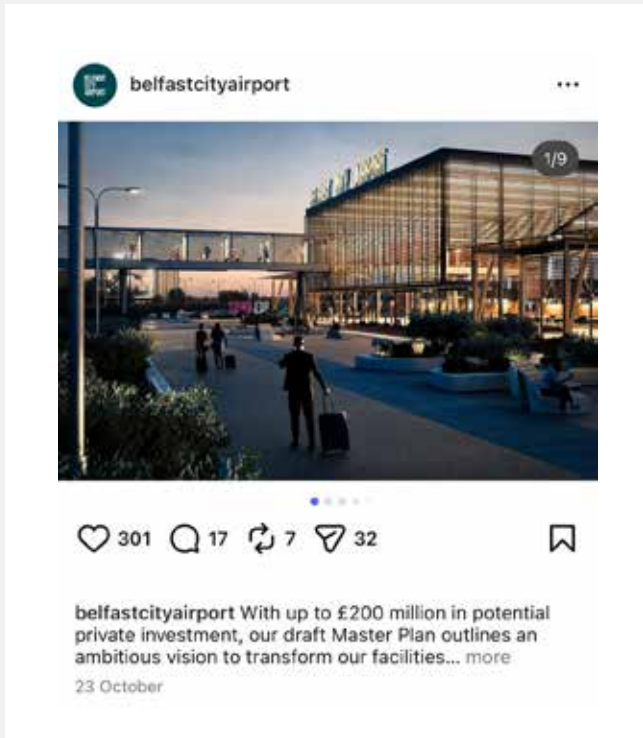 belfastcityairport
1/9
301 17 7 32
belfastcityairport With up to £200 million in potential
private investment, our draft Master Plan outlines an
ambitious vision to transform our facilities... more
23 October